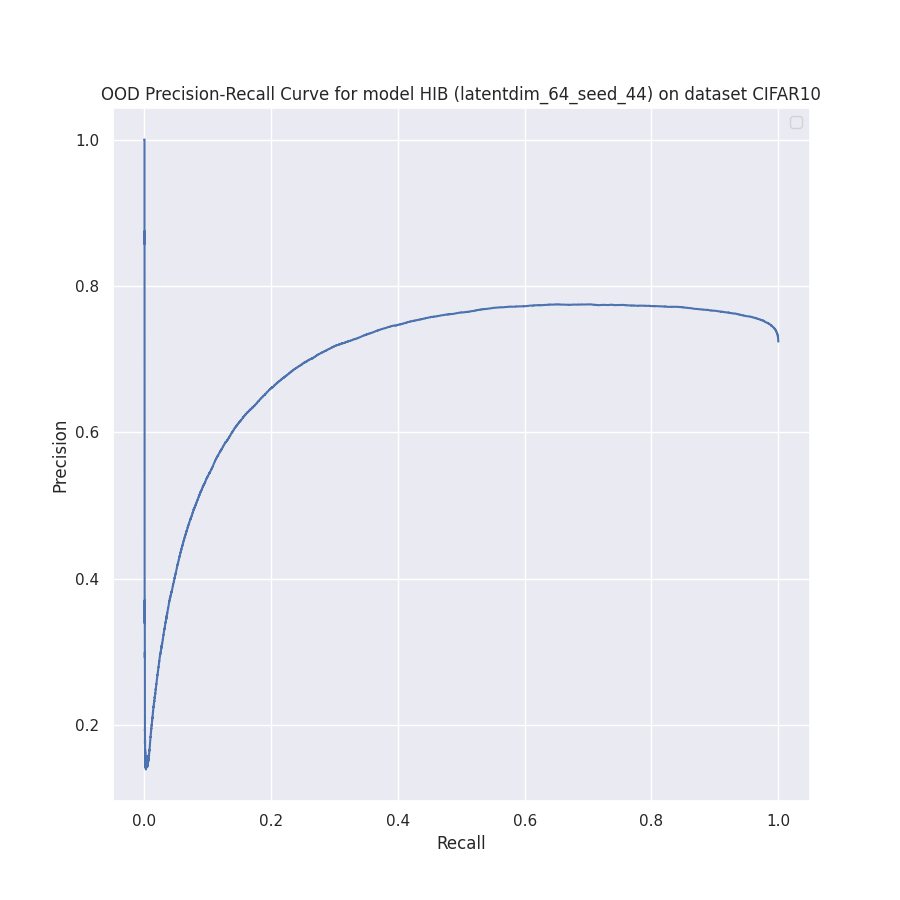 OOD Precision-Recall Curve for model HIB (latentdim_64_seed_44) on dataset CIFAR10
1.0
0.8
0.6
0.4
0.2
Precision
0.0 0.2 0.4 0.6 0.8 1.0
Recall